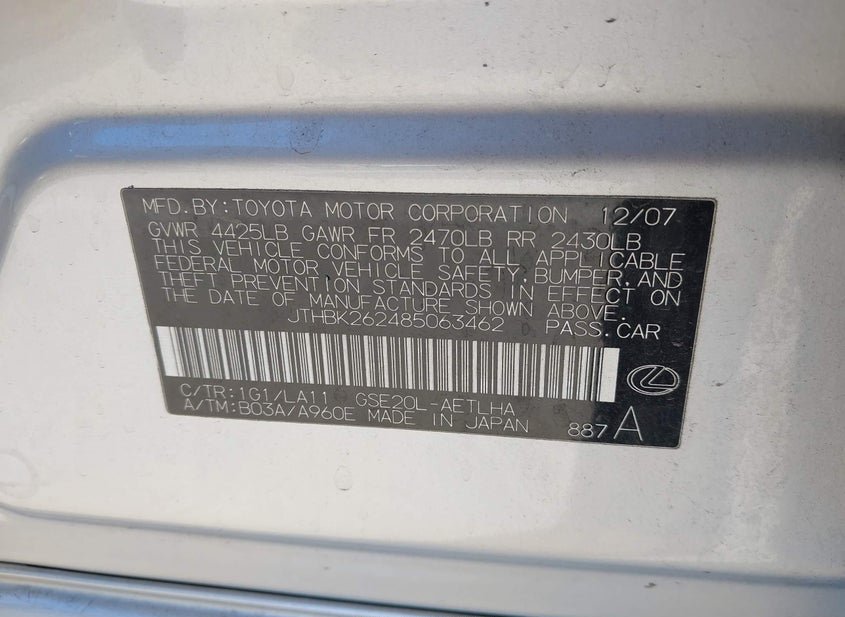 MFD.BY:TOYOTA MOTOR CORPORATION 12/07
GVWR 4425LB GAWR FR 2470LB RR 2430LB
THIS VEHICLE CONFORMS TO ALL APPLICABLE
FEDERAL MOTOR VEHICLE SAFETY,BUMPER,AND
THEFT PREVENTION STANDARDS IN EFFECT ON
THE DATE OF MANUFACTURE SHOWN ABOVE.
JTHBK262485063462 PASS.CAR
C/TR:1G1/LA11 GSE20L-AETLHA
A/TM:B03A/A960E MADE IN JAPAN 887 A